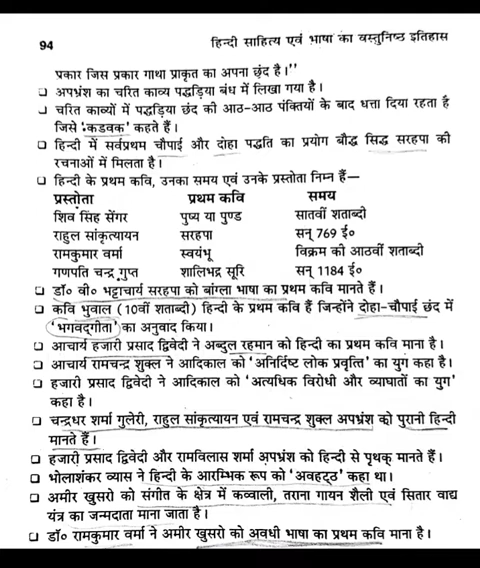 94
हिन्दी साहित्य एवं भाषा का वस्तुनिष्ठ इतिहास
प्रकार जिस प्रकार गाथा प्राकृत का अपना छंद है।''
❑ अपभ्रंश का चरित काव्य पद्धड़िया बंध में लिखा गया है।
❑ चरित काव्यों में पद्धड़िया छंद की आठ-आठ पंक्तियों के बाद धत्ता दिया रहता है
जिसे 'कडवक' कहते हैं।
❑ हिन्दी में सर्वप्रथम चौपाई और दोहा पद्धति का प्रयोग बौद्ध सिद्ध सरहपा की
रचनाओं में मिलता है।
❑ हिन्दी के प्रथम कवि, उनका समय एवं उनके प्रस्तोता निम्न हैं—
प्रस्तोता प्रथम कवि समय
शिव सिंह सेंगर पुष्य या पुण्ड सातवीं शताब्दी
राहुल सांकृत्यायन सरहपा सन् 769 ई०
रामकुमार वर्मा स्वयंभू विक्रम की आठवीं शताब्दी
गणपति चन्द्र गुप्त शालिभद्र सूरि सन् 1184 ई०
❑ डॉ० वी० भट्टाचार्य सरहपा को बांग्ला भाषा का प्रथम कवि मानते हैं।
❑ कवि भुवाल (10वीं शताब्दी) हिन्दी के प्रथम कवि हैं जिन्होंने दोहा-चौपाई छंद में
'भगवद्गीता' का अनुवाद किया।
❑ आचार्य हजारी प्रसाद द्विवेदी ने अब्दुल रहमान को हिन्दी का प्रथम कवि माना है।
❑ आचार्य रामचन्द्र शुक्ल ने आदिकाल को 'अनिर्दिष्ट लोक प्रवृत्ति' का युग कहा है।
❑ हजारी प्रसाद द्विवेदी ने आदिकाल को 'अत्यधिक विरोधी और व्याघातों का युग'
कहा है।
❑ चन्द्रधर शर्मा गुलेरी, राहुल सांकृत्यायन एवं रामचन्द्र शुक्ल अपभ्रंश को पुरानी हिन्दी
मानते हैं।
❑ हजारी प्रसाद द्विवेदी और रामविलास शर्मा अपभ्रंश को हिन्दी से पृथक् मानते हैं।
❑ भोलाशंकर व्यास ने हिन्दी के आरम्भिक रूप को 'अवहट्ठ' कहा था।
❑ अमीर खुसरो को संगीत के क्षेत्र में कव्वाली, तराना गायन शैली एवं सितार वाद्य
यंत्र का जन्मदाता माना जाता है।
❑ डॉ० रामकुमार वर्मा ने अमीर खुसरो को अवधी भाषा का प्रथम कवि माना है।